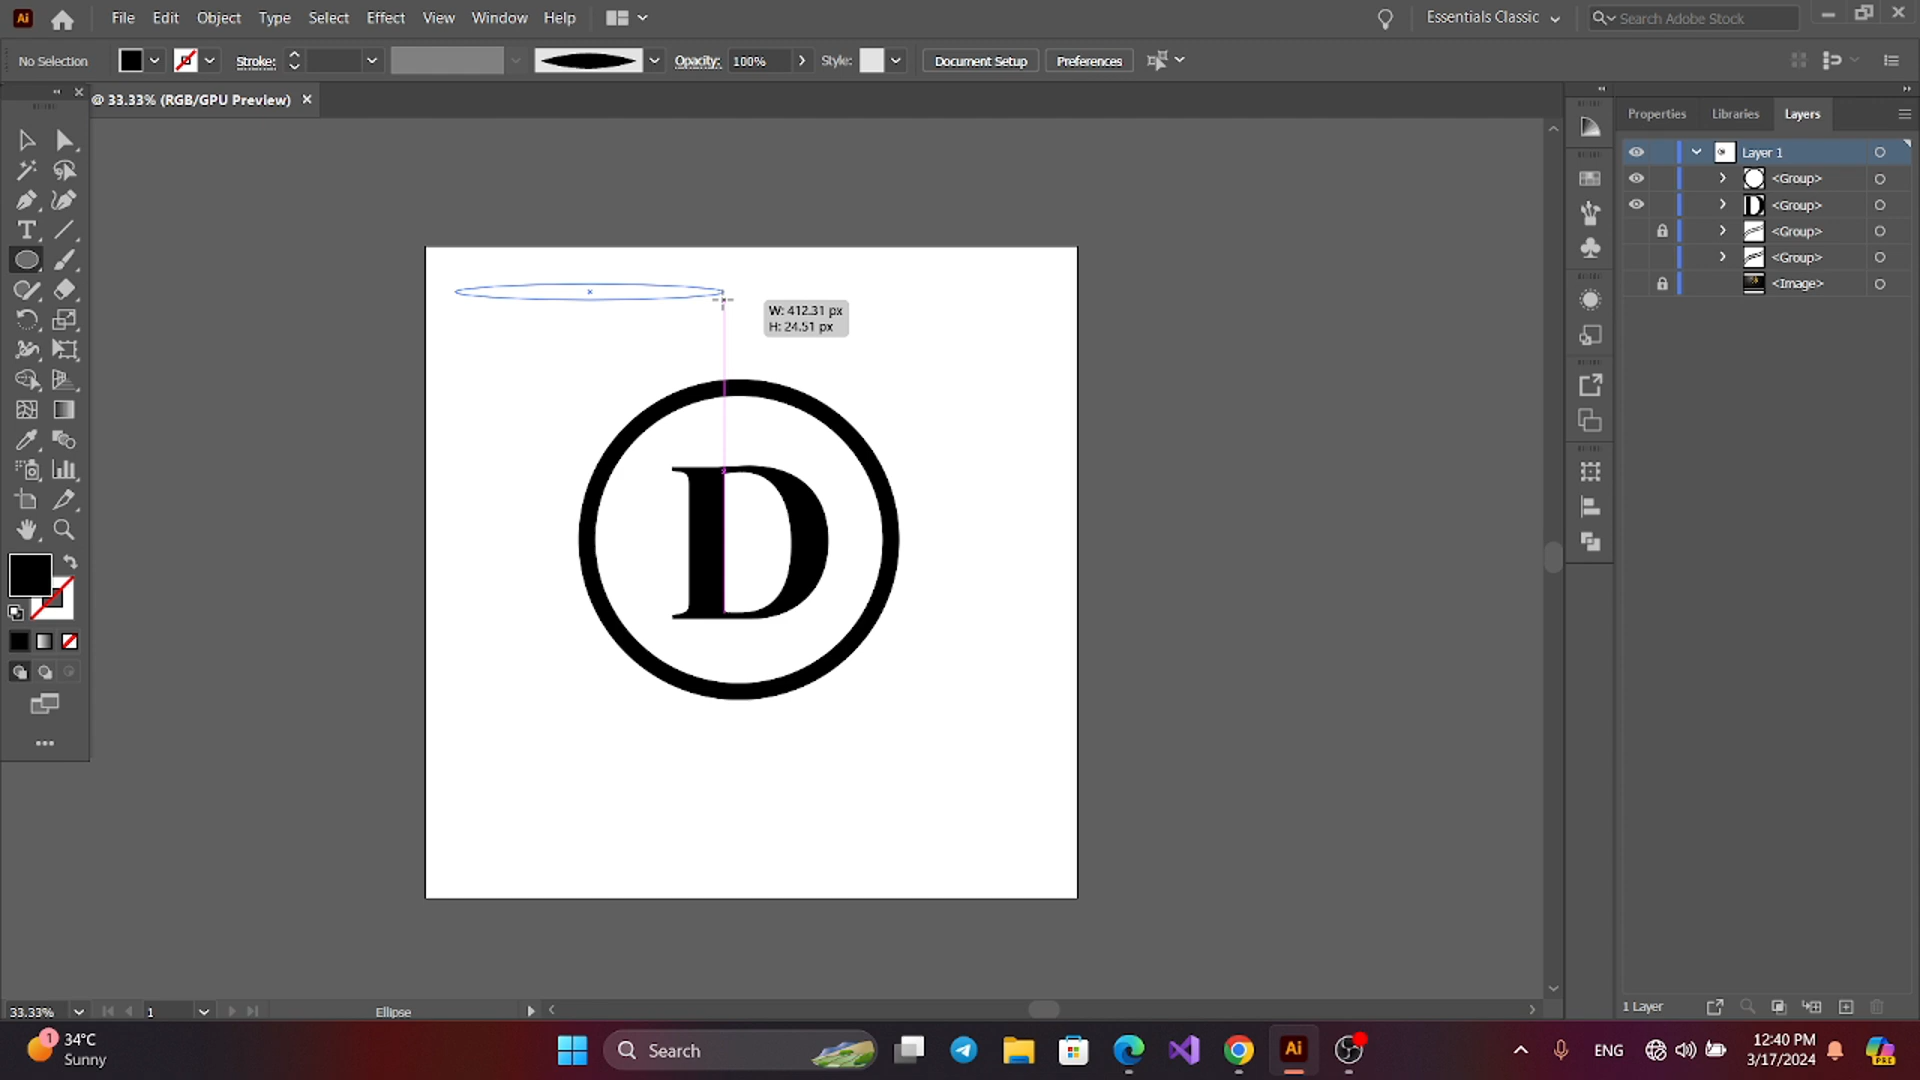 Ai File Edit Object Type Select Effect View Window Help Essentials Classic Search Adobe Stock
No Selection Stroke: Opacity: 100% Style: Document Setup Preferences
@ 33.33% (RGB/GPU Preview)
Properties Libraries Layers
Layer 1
<Group>
<Group>
<Group>
<Group>
<Image>
W: 412.31 px
H: 24.51 px
D
33.33% 1 Ellipse
1 Layer
1 34°C
Sunny
Search
Ai
ENG
12:40 PM
3/17/2024
PRE